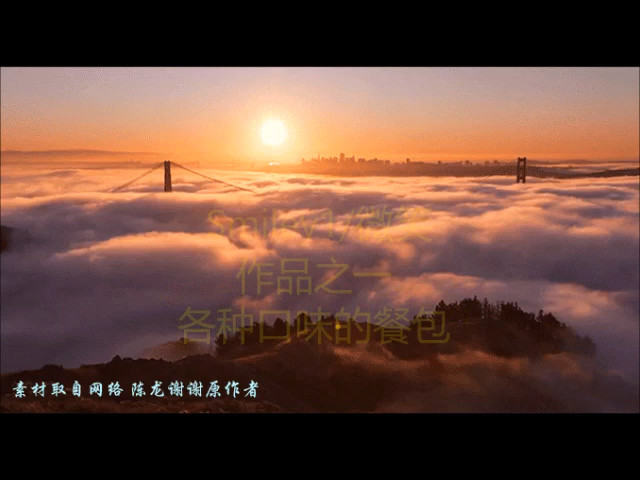 作品之一
各种口味的餐包
素材取自网络 陈龙谢谢原作者